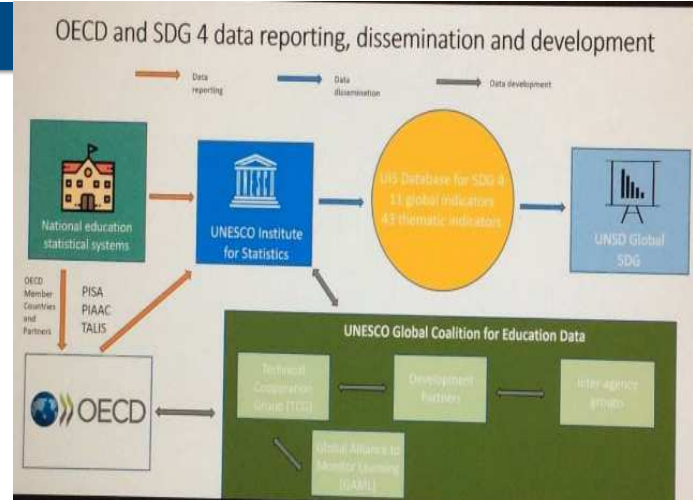 OECD and SDG 4 data reporting, dissemination and development
Data
reporting
Data
dissemination
Data development
National education
statistical systems
UNESCO Institute
for Statistics
UIS Database for SDG 4
11 global indicators
43 thematic indicators
UNSD Global
SDG
OECD
Member
Countries
and
Partners
PISA
PIAAC
TALIS
OECD
UNESCO Global Coalition for Education Data
Technical
Cooperation
Group (TCG)
Development
Partners
Inter-agency
groups
Global Alliance to
Monitor Learning
(GAML)